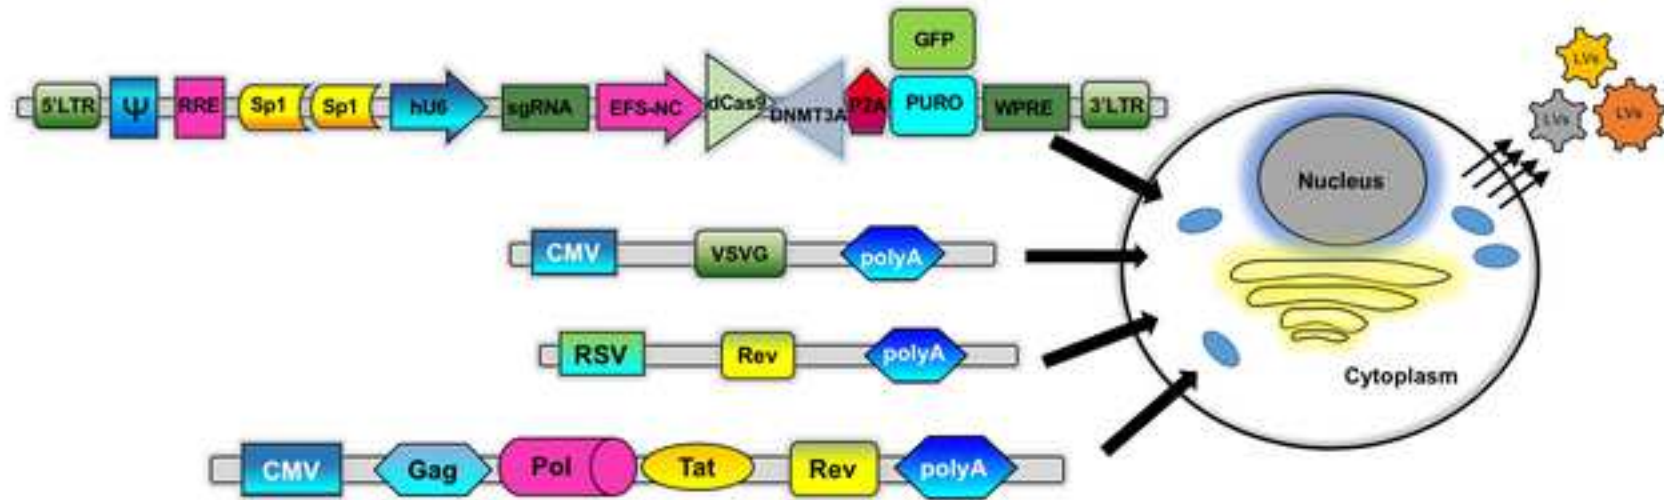 GFP
5'LTR Ψ RRE Sp1 Sp1 hU6 sgRNA EFS-NC dCas9 DNMT3A P2A PURO WPRE 3'LTR
LVs
LVs
LVs
Nucleus
CMV VSVG polyA
RSV Rev polyA
Cytoplasm
CMV Gag Pol Tat Rev polyA